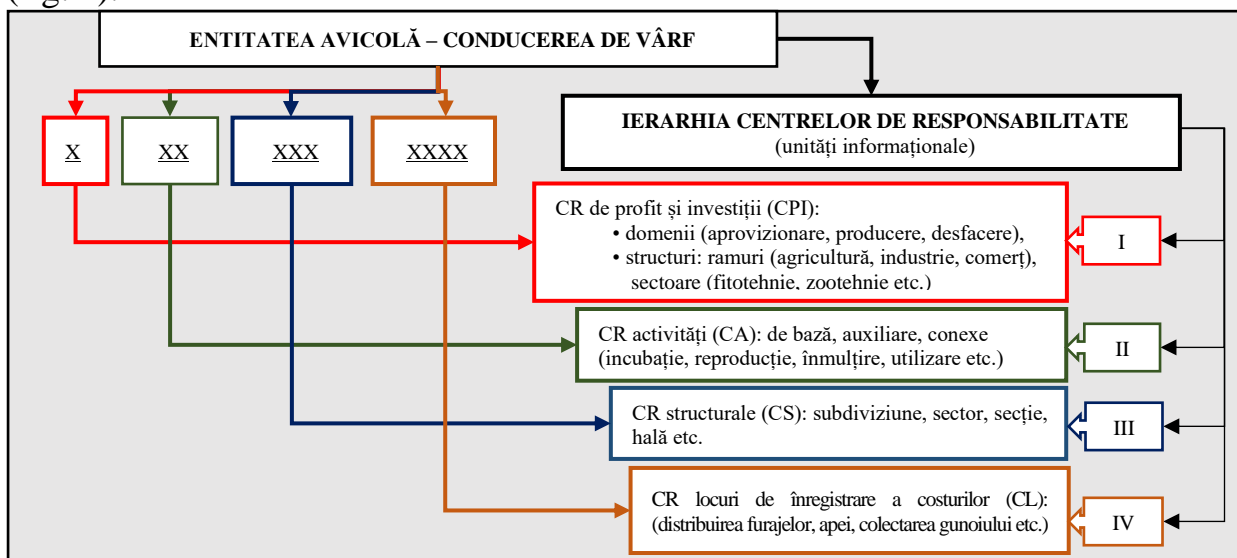 ENTITATEA AVICOLĂ – CONDUCEREA DE VÂRF
IERARHIA CENTRELOR DE RESPONSABILITATE
(unități informaționale)
X
XX
XXX
XXXX
CR de profit și investiții (CPI):
• domenii (aprovizionare, producere, desfacere),
• structuri: ramuri (agricultură, industrie, comerț),
sectoare (fitotehnie, zootehnie etc.)
I
CR activități (CA): de bază, auxiliare, conexe
(incubație, reproducție, înmulțire, utilizare etc.)
II
CR structurale (CS): subdiviziune, sector, secție,
hală etc.
III
CR locuri de înregistrare a costurilor (CL):
(distribuirea furajelor, apei, colectarea gunoiului etc.)
IV